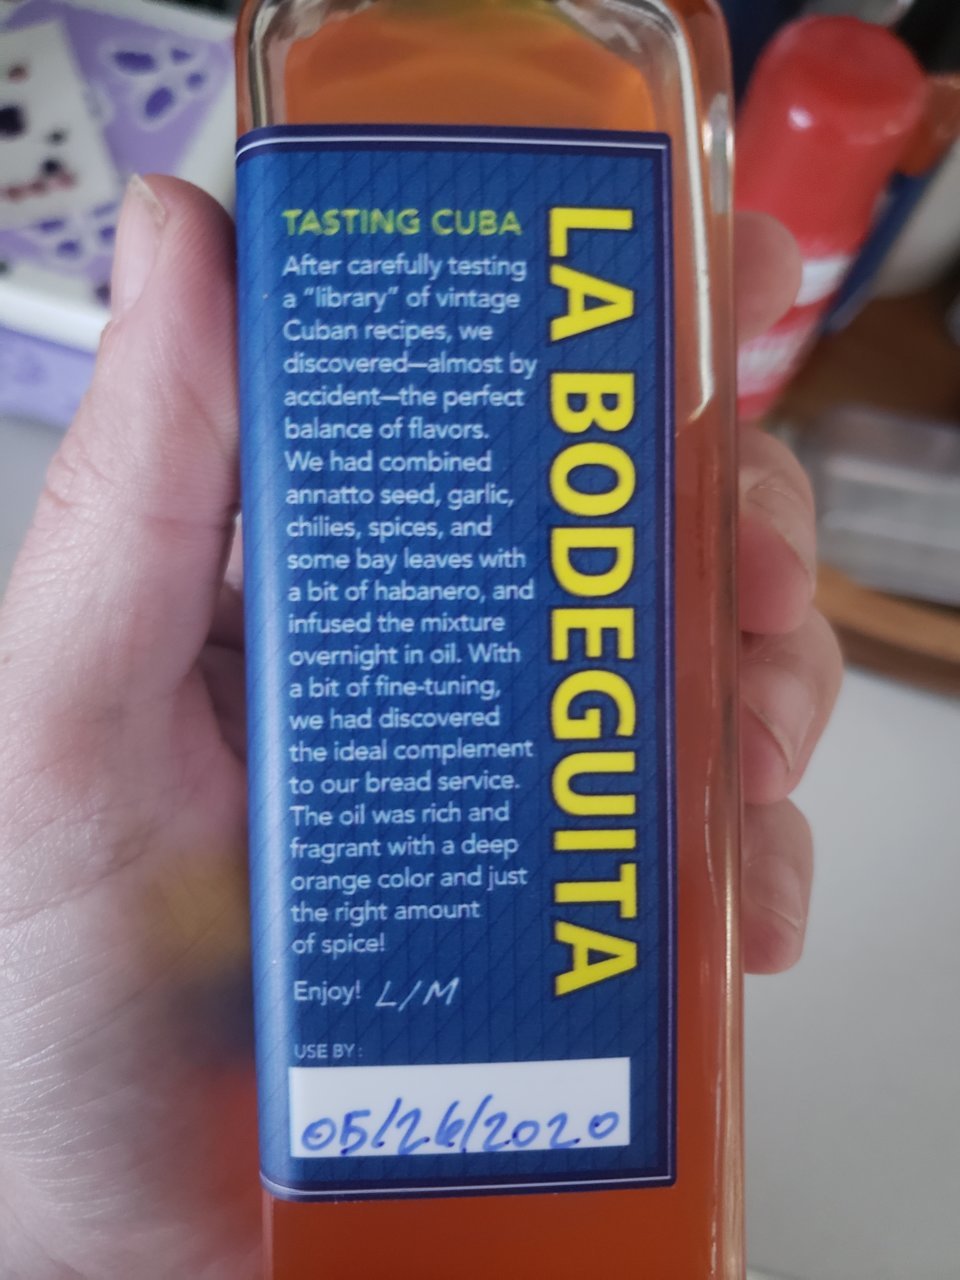 TASTING CUBA
After carefully testing
a “library” of vintage
Cuban recipes, we
discovered—almost by
accident—the perfect
balance of flavors.
We had combined
annatto seed, garlic,
chilies, spices, and
some bay leaves with
a bit of habanero, and
infused the mixture
overnight in oil. With
a bit of fine-tuning,
we had discovered
the ideal complement
to our bread service.
The oil was rich and
fragrant with a deep
orange color and just
the right amount
of spice!
Enjoy! L/M
USE BY:
05/26/2020
LA BODEGUITA